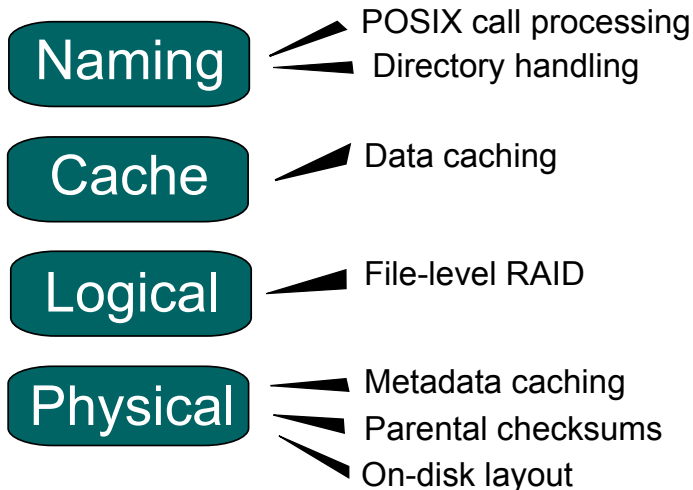 Naming
POSIX call processing
Directory handling
Cache
Data caching
Logical
File-level RAID
Physical
Metadata caching
Parental checksums
On-disk layout